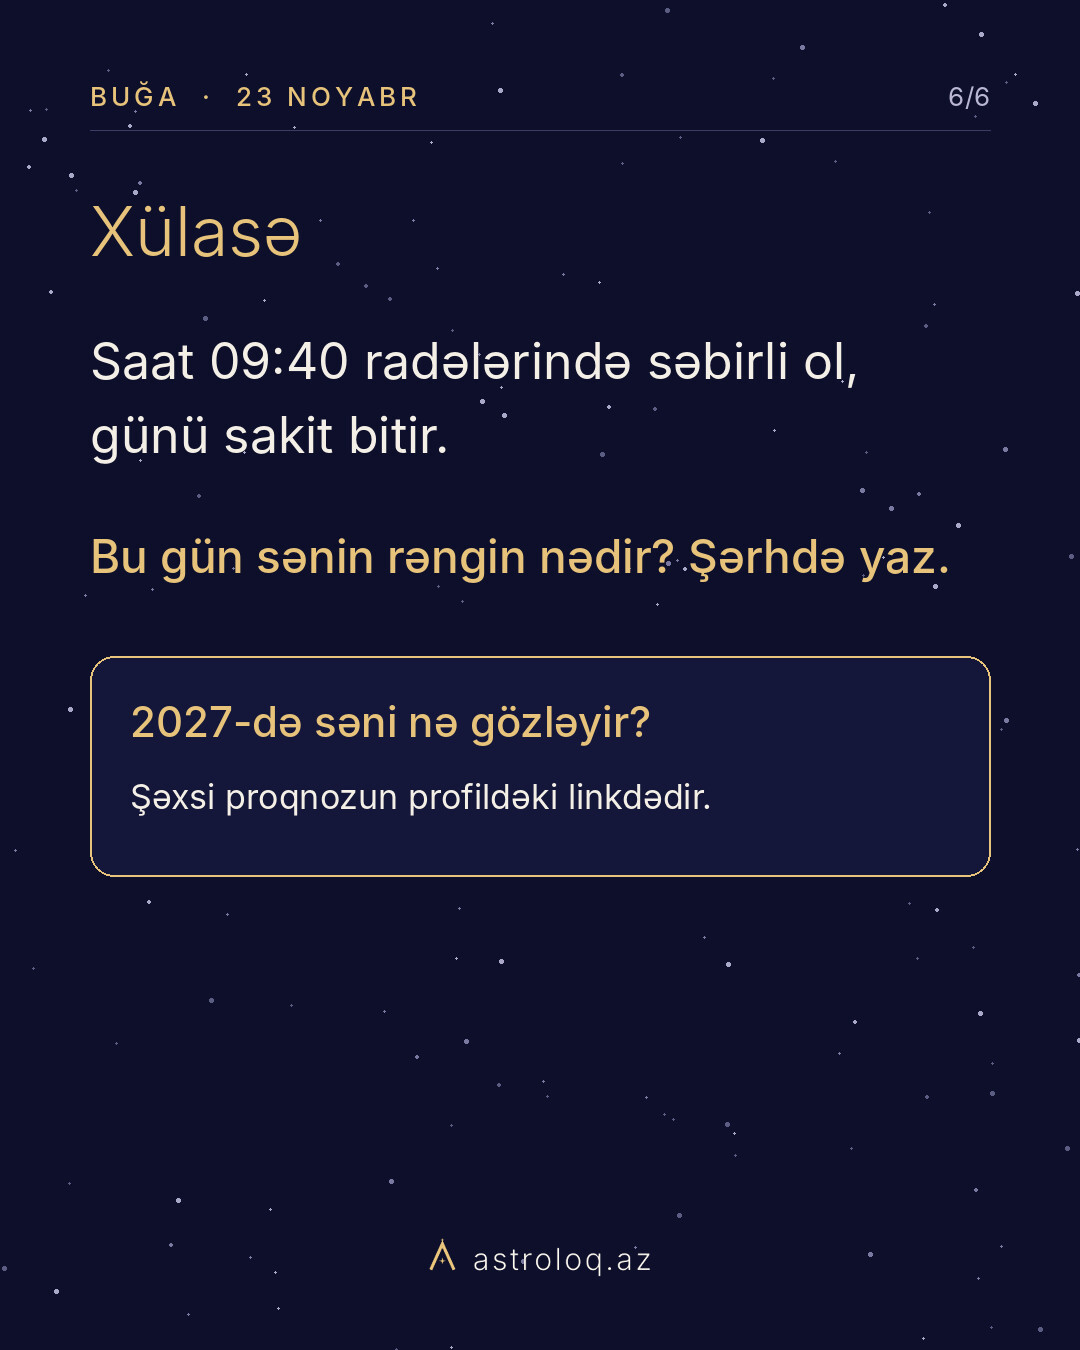 BUĞA · 23 NOYABR
6/6
Xülasə
Saat 09:40 radələrində səbirli ol,
günü sakit bitir.
Bu gün sənin rəngin nədir? Şərhdə yaz.
2027-də səni nə gözləyir?
Şəxsi proqnozun profildəki linkdədir.
astroloq.az